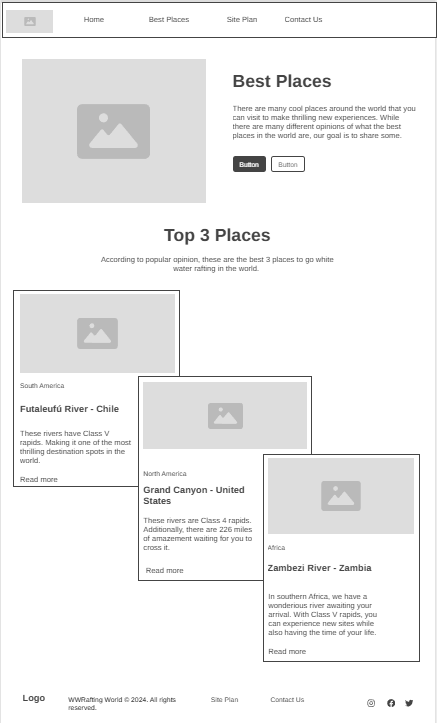 Home Best Places Site Plan Contact Us
Best Places
There are many cool places around the world that you
can visit to make thrilling new experiences. While
there are many different opinions of what the best
places in the world are, our goal is to share some.
Button Button
Top 3 Places
According to popular opinion, these are the best 3 places to go white
water rafting in the world.
South America
Futaleufú River - Chile
These rivers have Class V
rapids. Making it one of the most
thrilling destination spots in the
world.
Read more
North America
Grand Canyon - United
States
These rivers are Class 4 rapids.
Additionally, there are 226 miles
of amazement waiting for you to
cross it.
Read more
Africa
Zambezi River - Zambia
In southern Africa, we have a
wonderious river awaiting your
arrival. With Class V rapids, you
can experience new sites while
also having the time of your life.
Read more
Logo WWRafting World © 2024. All rights
reserved.
Site Plan Contact Us